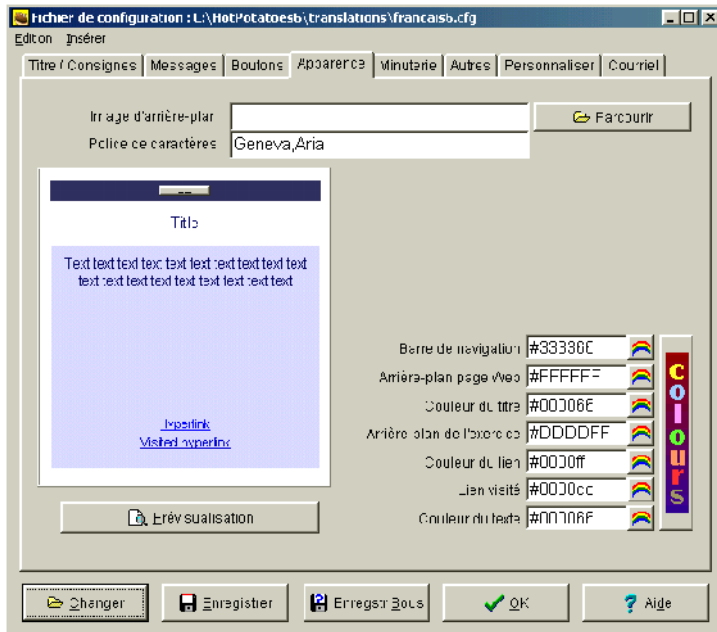 Fichier de configuration : C:\HotPotatoes6\translations\francais6.cfg
Edition Insérer
Titre / Consignes Messages Boutons Apparence Minuterie Autres Personnaliser Courriel
Image d'arrière-plan
Parcourir
Police de caractères Geneva,Arial
Title
Text text text text text text text text text text
text text text text text text text text text
Hyperlink
Visited hyperlink
Barre de navigation #333366
Arrière-plan page Web #FFFFFF
Couleur du titre #000066
Arrière plan de l'exercice #DDDDFF
Couleur du lien #0000ff
Lien visité #0000cc
Couleur du texte #000066
colours
Prévisualisation
Changer Enregistrer Enregistr Sous OK Aide